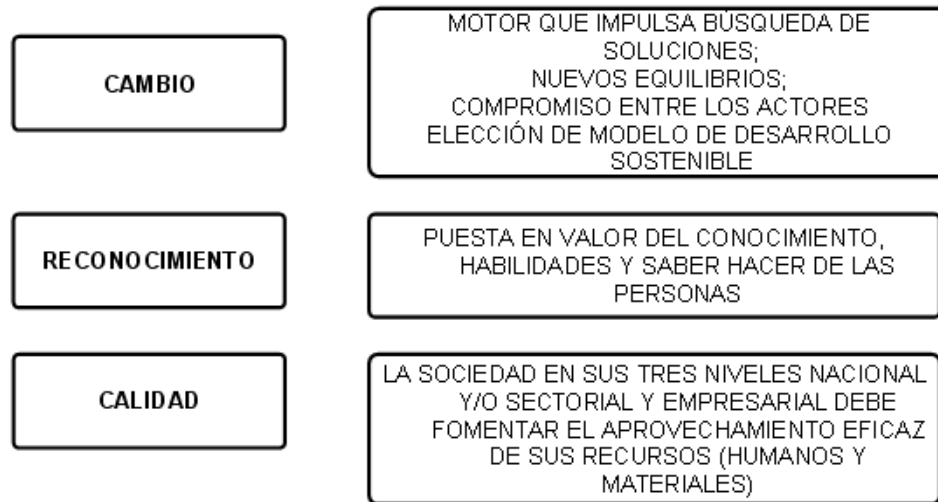 CAMBIO
MOTOR QUE IMPULSA BÚSQUEDA DE
SOLUCIONES;
NUEVOS EQUILIBRIOS;
COMPROMISO ENTRE LOS ACTORES
ELECCIÓN DE MODELO DE DESARROLLO
SOSTENIBLE
RECONOCIMIENTO
PUESTA EN VALOR DEL CONOCIMIENTO,
HABILIDADES Y SABER HACER DE LAS
PERSONAS
CALIDAD
LA SOCIEDAD EN SUS TRES NIVELES NACIONAL
Y/O SECTORIAL Y EMPRESARIAL DEBE
FOMENTAR EL APROVECHAMIENTO EFICAZ
DE SUS RECURSOS (HUMANOS Y
MATERIALES)